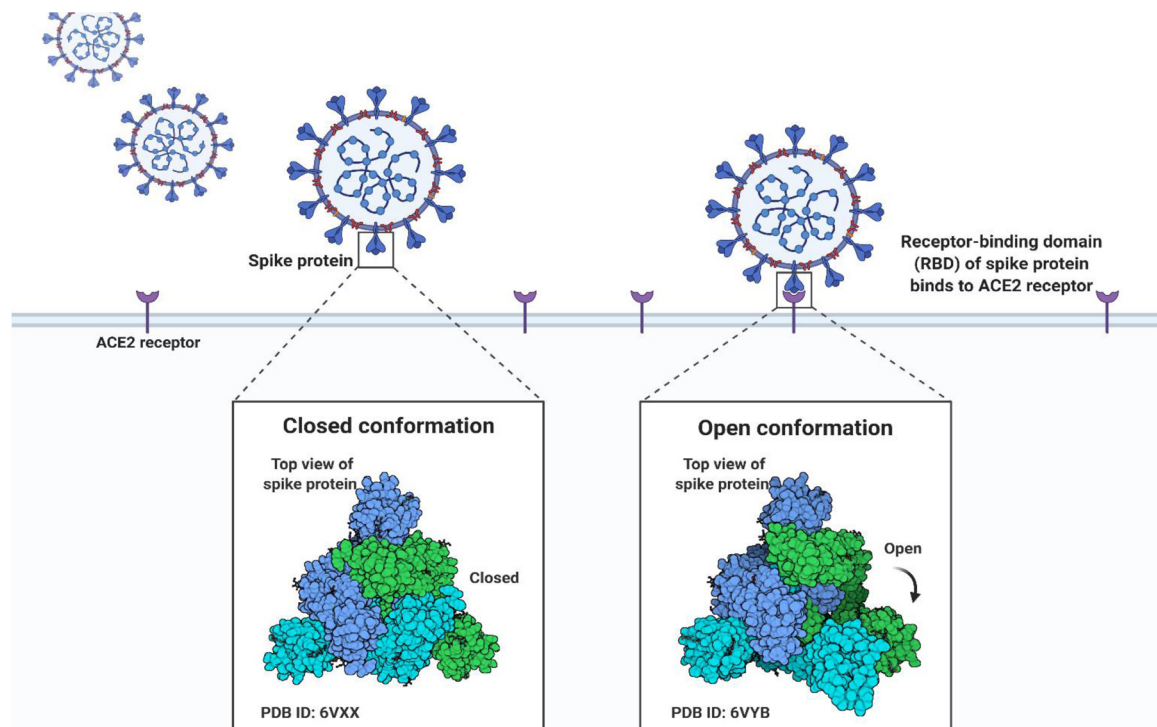 Spike protein
Receptor-binding domain
(RBD) of spike protein
binds to ACE2 receptor
ACE2 receptor
Closed conformation
Top view of
spike protein
Closed
PDB ID: 6VXX
Open conformation
Top view of
spike protein
Open
PDB ID: 6VYB